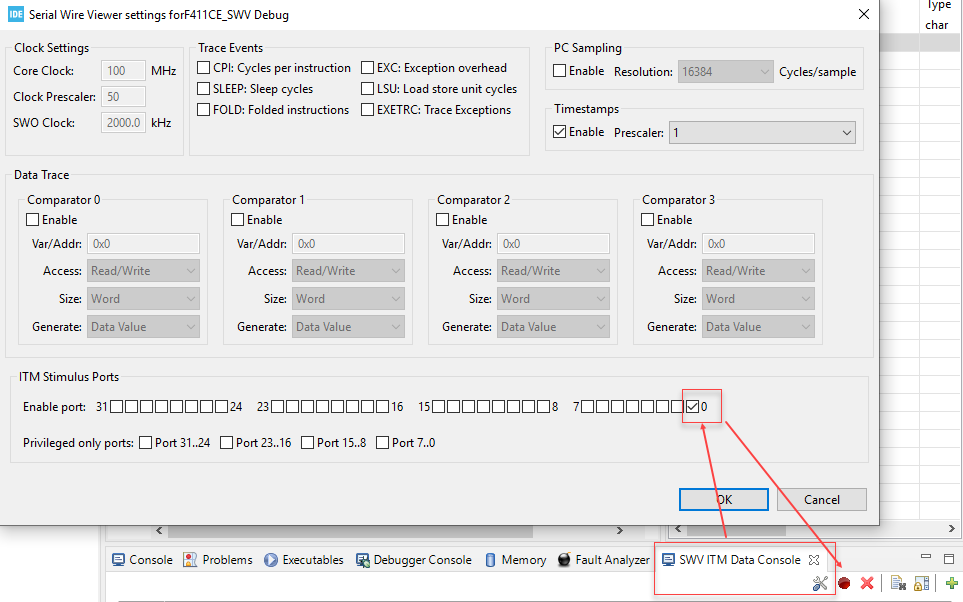 IDE Serial Wire Viewer settings forF411CE_SWV Debug
Type
char
Clock Settings
Core Clock: 100 MHz
Clock Prescaler: 50
SWO Clock: 2000.0 kHz
Trace Events
CPI: Cycles per instruction EXC: Exception overhead
SLEEP: Sleep cycles LSU: Load store unit cycles
FOLD: Folded instructions EXETRC: Trace Exceptions
PC Sampling
Enable Resolution: 16384 Cycles/sample
Timestamps
Enable Prescaler: 1
Data Trace
Comparator 0
Enable
Var/Addr: 0x0
Access: Read/Write
Size: Word
Generate: Data Value
Comparator 1
Enable
Var/Addr: 0x0
Access: Read/Write
Size: Word
Generate: Data Value
Comparator 2
Enable
Var/Addr: 0x0
Access: Read/Write
Size: Word
Generate: Data Value
Comparator 3
Enable
Var/Addr: 0x0
Access: Read/Write
Size: Word
Generate: Data Value
ITM Stimulus Ports
Enable port: 31 24 23 16 15 8 7 0
Privileged only ports: Port 31..24 Port 23..16 Port 15..8 Port 7..0
OK Cancel
Console Problems Executables Debugger Console Memory Fault Analyzer SWV ITM Data Console